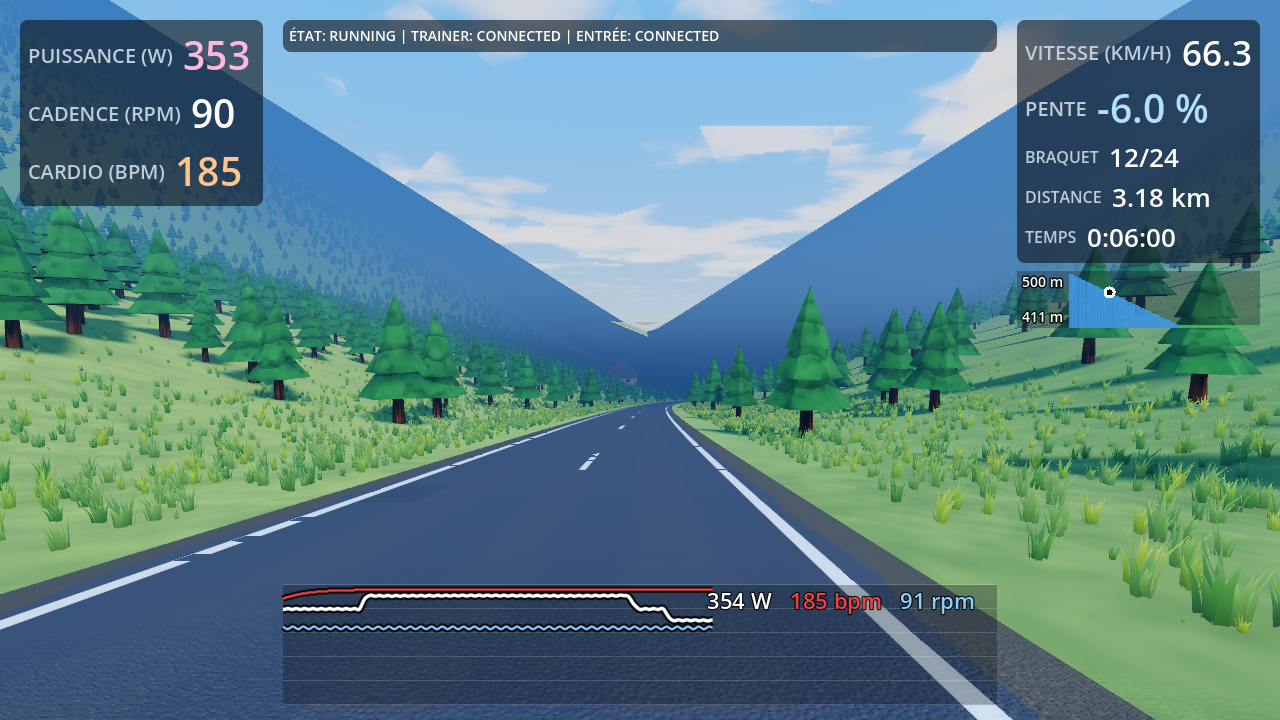 PUISSANCE (W) 353
CADENCE (RPM) 90
CARDIO (BPM) 185
ÉTAT: RUNNING | TRAINER: CONNECTED | ENTRÉE: CONNECTED
VITESSE (KM/H) 66.3
PENTE -6.0 %
BRAQUET 12/24
DISTANCE 3.18 km
TEMPS 0:06:00
500 m
411 m
354 W 185 bpm 91 rpm